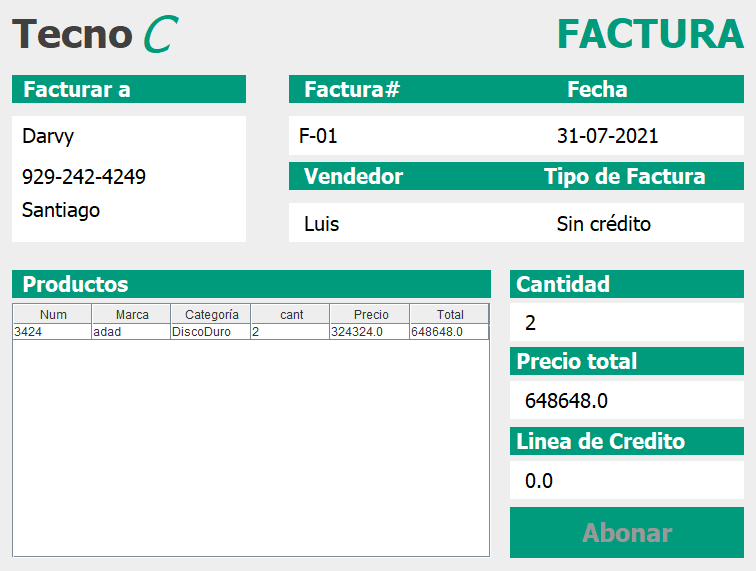 Tecno C
FACTURA
Facturar a
Darvy
929-242-4249
Santiago
Factura# Fecha
F-01 31-07-2021
Vendedor Tipo de Factura
Luis Sin crédito
Productos
Num Marca Categoría cant Precio Total
3424 adad DiscoDuro 2 324324.0 648648.0
Cantidad
2
Precio total
648648.0
Linea de Credito
0.0
Abonar